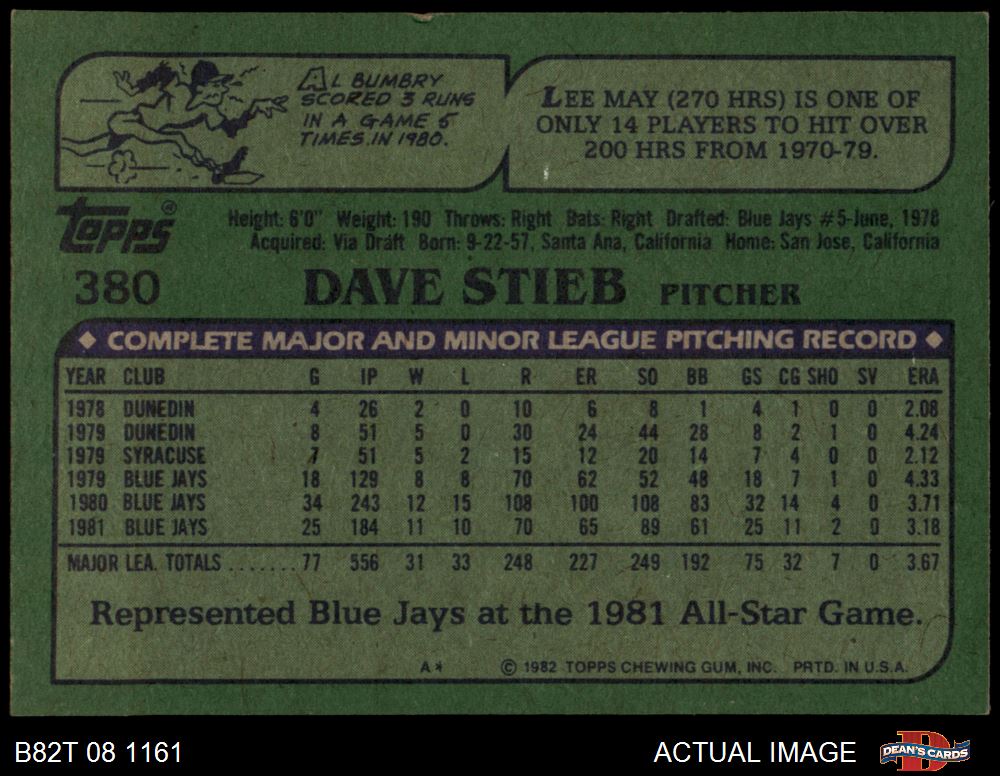 AL BUMBRY
SCORED 3 RUNS
IN A GAME 5
TIMES IN 1980.
LEE MAY (270 HRS) IS ONE OF
ONLY 14 PLAYERS TO HIT OVER
200 HRS FROM 1970-79.
topps®
Height: 6'0" Weight: 190 Throws: Right Bats: Right Drafted: Blue Jays #5-June, 1978
Acquired: Via Draft Born: 9-22-57, Santa Ana, California Home: San Jose, California
380 DAVE STIEB PITCHER
◆ COMPLETE MAJOR AND MINOR LEAGUE PITCHING RECORD ◆
YEAR CLUB G IP W L R ER SO BB GS CG SHO SV ERA
1978 DUNEDIN 4 26 2 0 10 6 8 1 4 1 0 0 2.08
1979 DUNEDIN 8 51 5 0 30 24 44 28 8 2 1 0 4.24
1979 SYRACUSE 7 51 5 2 15 12 20 14 7 4 0 0 2.12
1979 BLUE JAYS 18 129 8 8 70 62 52 48 18 7 1 0 4.33
1980 BLUE JAYS 34 243 12 15 108 100 108 83 32 14 4 0 3.71
1981 BLUE JAYS 25 184 11 10 70 65 89 61 25 11 2 0 3.18
MAJOR LEA. TOTALS ....... 77 556 31 33 248 227 249 192 75 32 7 0 3.67
Represented Blue Jays at the 1981 All-Star Game.
A* © 1982 TOPPS CHEWING GUM, INC. PRTD. IN U.S.A.
B82T 08 1161 ACTUAL IMAGE DEAN'S CARDS